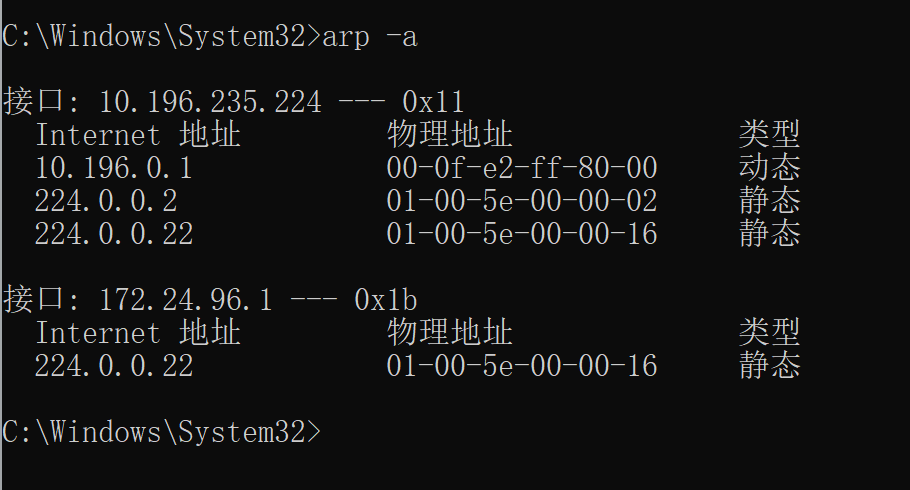 C:\Windows\System32>arp -a
接口: 10.196.235.224 --- 0x11
Internet 地址 物理地址 类型
10.196.0.1 00-0f-e2-ff-80-00 动态
224.0.0.2 01-00-5e-00-00-02 静态
224.0.0.22 01-00-5e-00-00-16 静态
接口: 172.24.96.1 --- 0x1b
Internet 地址 物理地址 类型
224.0.0.22 01-00-5e-00-00-16 静态
C:\Windows\System32>